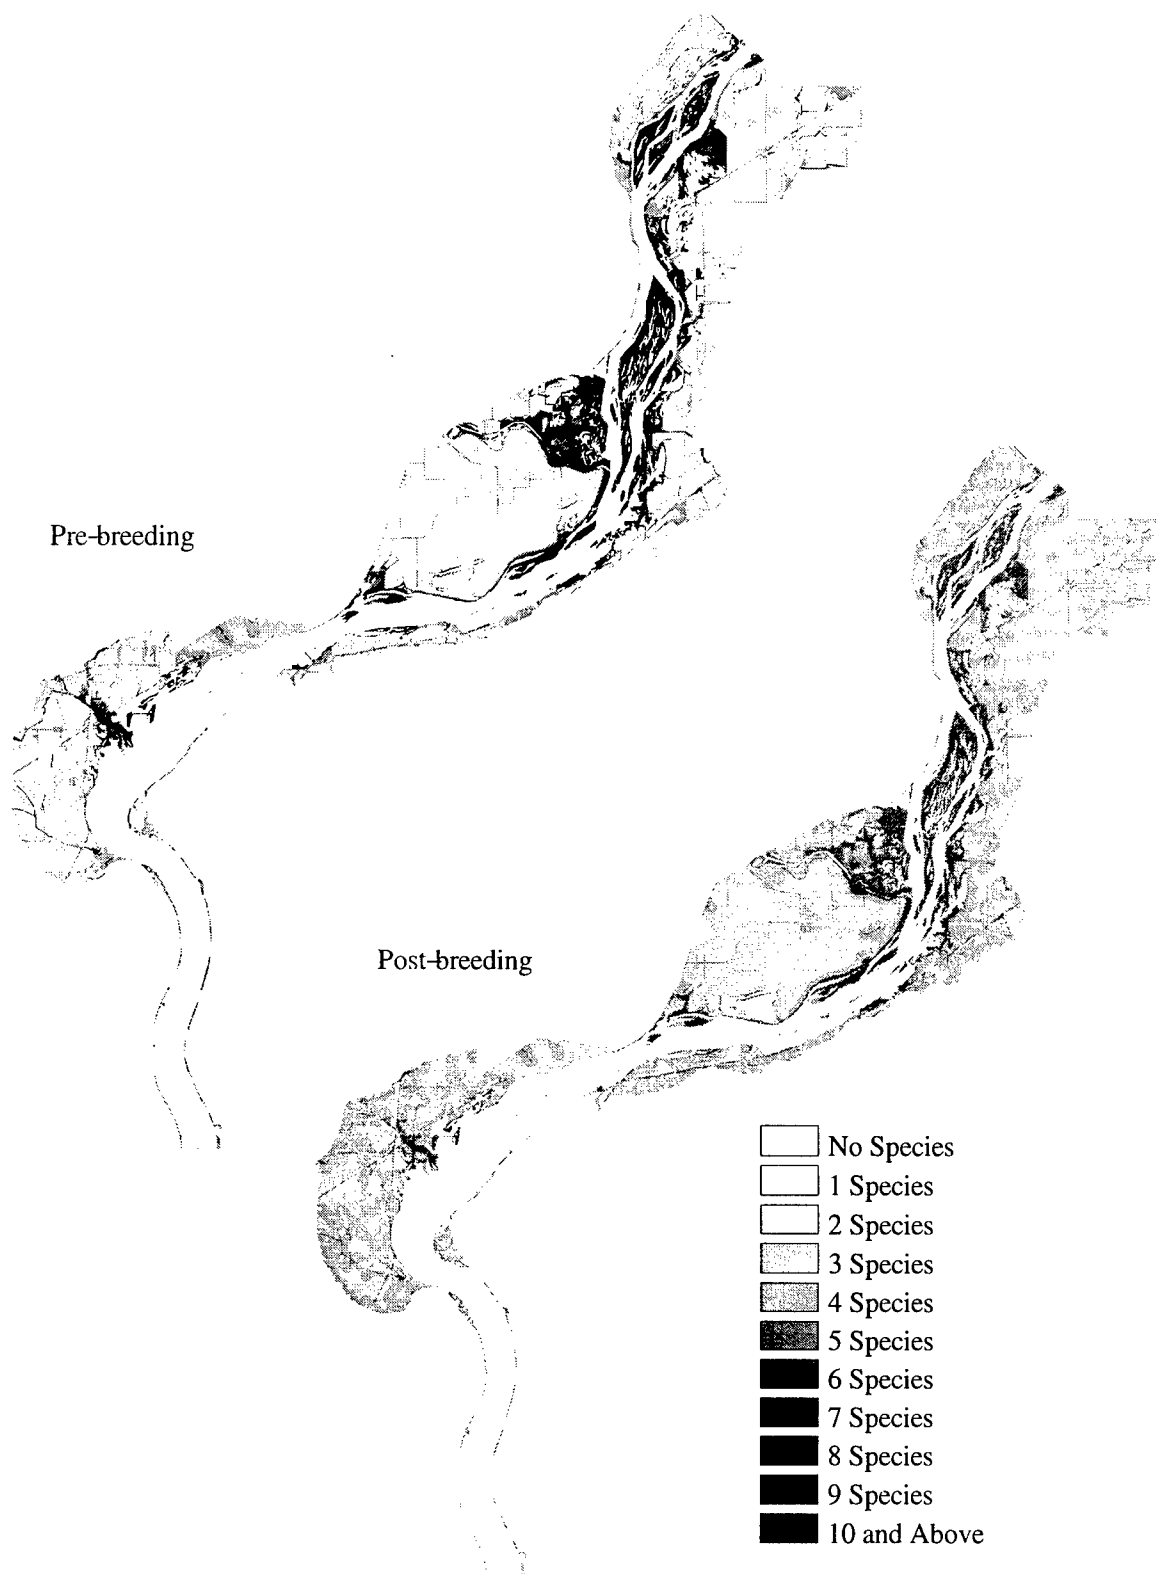 Pre-breeding
Post-breeding
No Species
1 Species
2 Species
3 Species
4 Species
5 Species
6 Species
7 Species
8 Species
9 Species
10 and Above